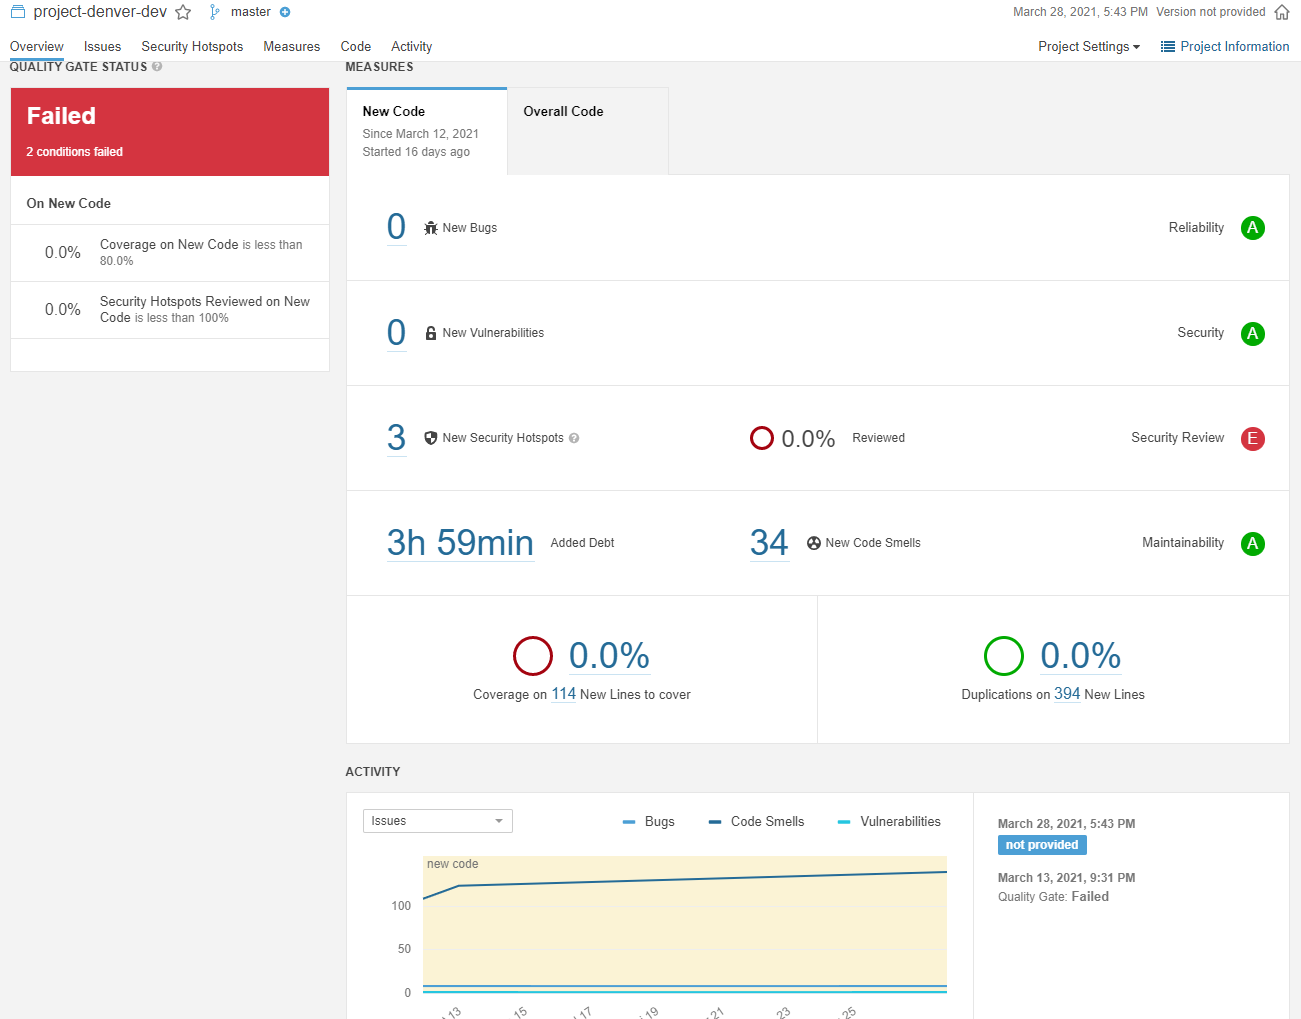 project-denver-dev master March 28, 2021, 5:43 PM Version not provided
Overview Issues Security Hotspots Measures Code Activity Project Settings Project Information
QUALITY GATE STATUS
Failed
2 conditions failed
On New Code
0.0% Coverage on New Code is less than
80.0%
0.0% Security Hotspots Reviewed on New
Code is less than 100%
MEASURES
New Code
Since March 12, 2021
Started 16 days ago
Overall Code
0 New Bugs Reliability A
0 New Vulnerabilities Security A
3 New Security Hotspots 0.0% Reviewed Security Review E
3h 59min Added Debt 34 New Code Smells Maintainability A
0.0%
Coverage on 114 New Lines to cover
0.0%
Duplications on 394 New Lines
ACTIVITY
Issues Bugs Code Smells Vulnerabilities
new code
100
50
0
13 15 17 19 21 23 25
March 28, 2021, 5:43 PM
not provided
March 13, 2021, 9:31 PM
Quality Gate: Failed